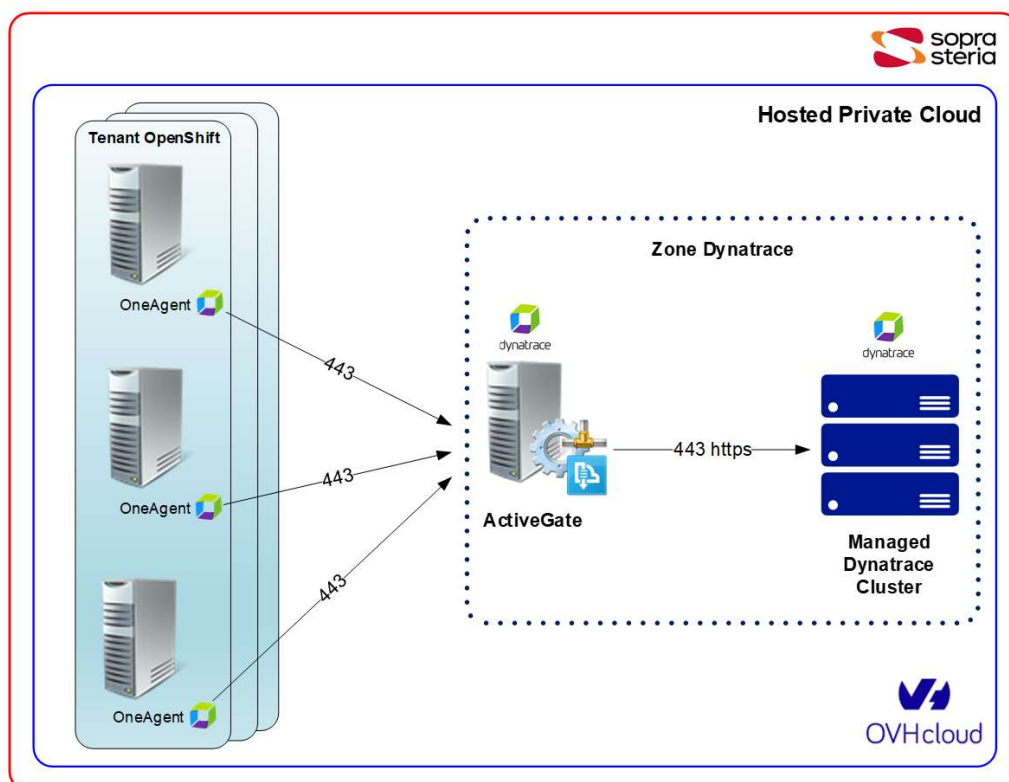 sopra
steria
Hosted Private Cloud
Tenant OpenShift
OneAgent
443
OneAgent
443
OneAgent
443
Zone Dynatrace
dynatrace
ActiveGate
443 https
dynatrace
Managed
Dynatrace
Cluster
OVHcloud